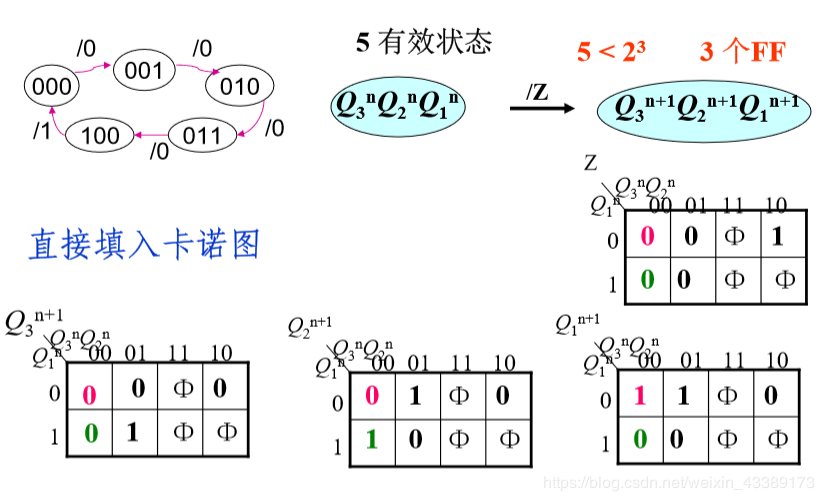 /0 /0
000 001 010
/1 100 /0 011 /0
5 有效状态
5 < 2³ 3 个FF
Q₃ⁿQ₂ⁿQ₁ⁿ /Z Q₃ⁿ⁺¹Q₂ⁿ⁺¹Q₁ⁿ⁺¹
直接填入卡诺图
Z
Q₃ⁿQ₂ⁿ
Q₁ⁿ 00 01 11 10
0 0 0 Φ 1
1 0 0 Φ Φ
Q₃ⁿ⁺¹
Q₃ⁿQ₂ⁿ
Q₁ⁿ 00 01 11 10
0 0 0 Φ 0
1 0 1 Φ Φ
Q₂ⁿ⁺¹
Q₃ⁿQ₂ⁿ
Q₁ⁿ 00 01 11 10
0 0 1 Φ 0
1 1 0 Φ Φ
Q₁ⁿ⁺¹
Q₃ⁿQ₂ⁿ
Q₁ⁿ 00 01 11 10
0 1 1 Φ 0
1 0 0 Φ Φ
https://blog.csdn.net/weixin_43389173